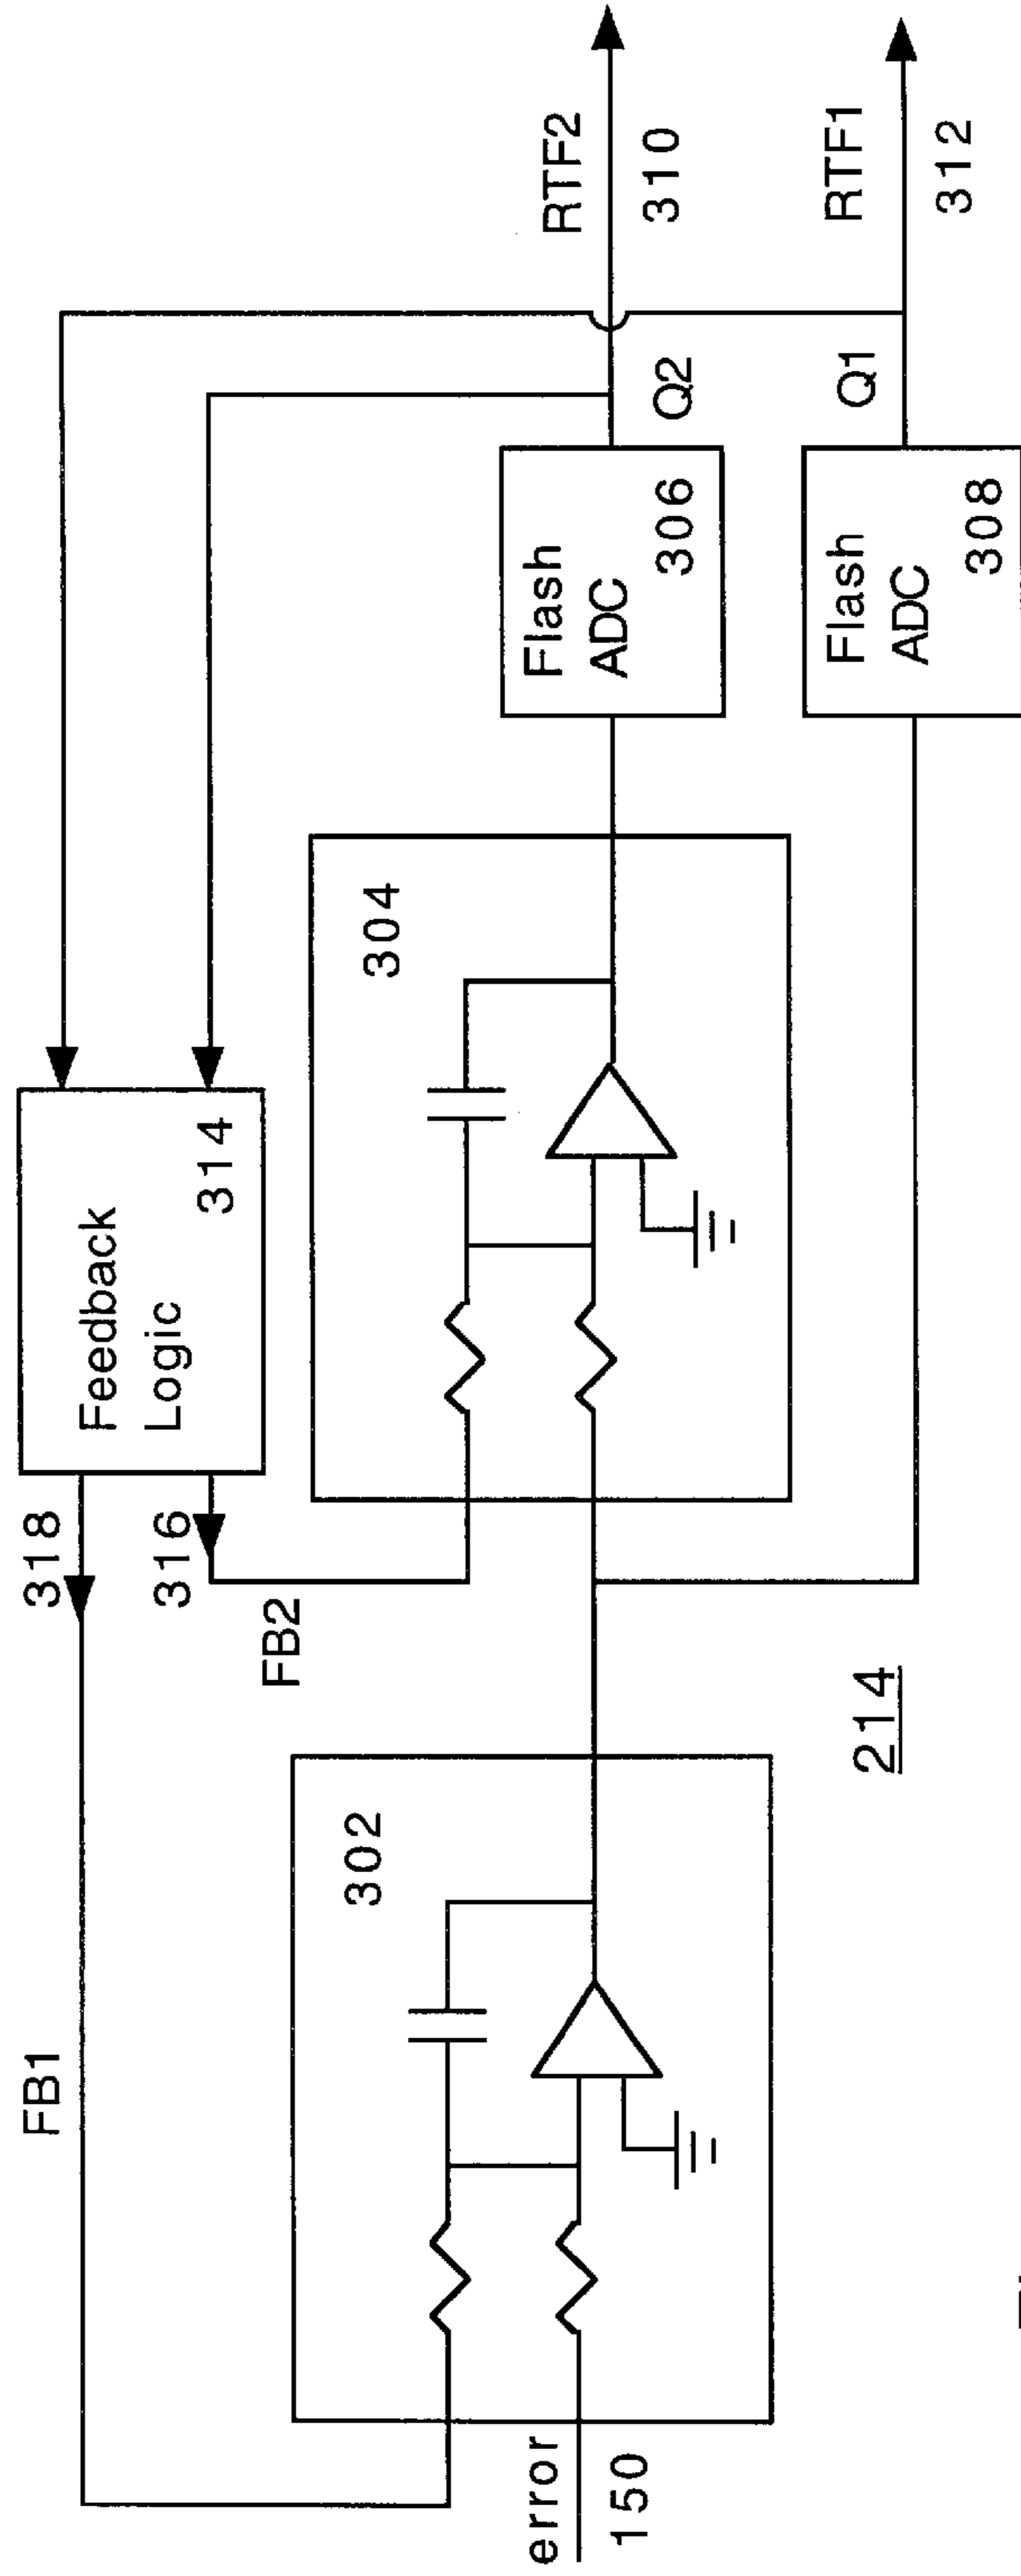 FB1
318
316
Feedback
Logic
314
FB2
error
150
302
304
Flash
ADC
306
Q2
RTF2
310
Flash
ADC
308
Q1
RTF1
312
214